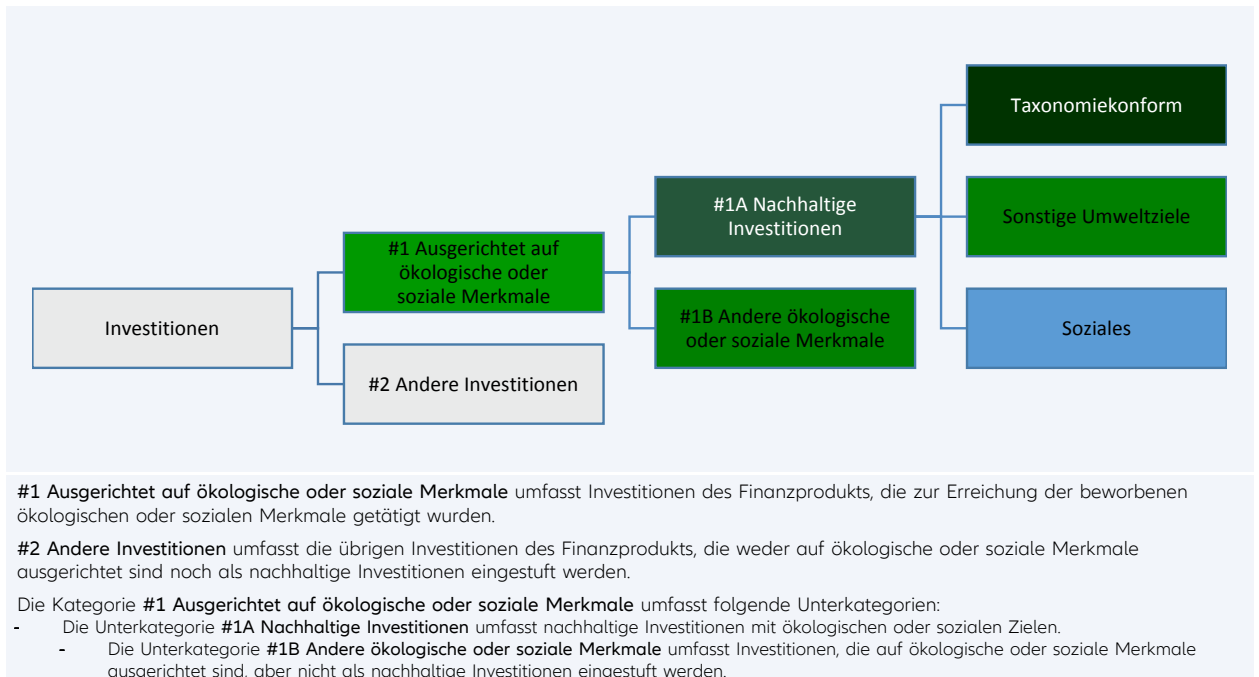 Taxonomiekonform
#1A Nachhaltige
Investitionen
Sonstige Umweltziele
#1 Ausgerichtet auf
ökologische oder
soziale Merkmale
Investitionen
#1B Andere ökologische
oder soziale Merkmale
Soziales
#2 Andere Investitionen
#1 Ausgerichtet auf ökologische oder soziale Merkmale umfasst Investitionen des Finanzprodukts, die zur Erreichung der beworbenen
ökologischen oder sozialen Merkmale getätigt wurden.
#2 Andere Investitionen umfasst die übrigen Investitionen des Finanzprodukts, die weder auf ökologische oder soziale Merkmale
ausgerichtet sind noch als nachhaltige Investitionen eingestuft werden.
Die Kategorie #1 Ausgerichtet auf ökologische oder soziale Merkmale umfasst folgende Unterkategorien:
- Die Unterkategorie #1A Nachhaltige Investitionen umfasst nachhaltige Investitionen mit ökologischen oder sozialen Zielen.
- Die Unterkategorie #1B Andere ökologische oder soziale Merkmale umfasst Investitionen, die auf ökologische oder soziale Merkmale
ausgerichtet sind, aber nicht als nachhaltige Investitionen eingestuft werden.